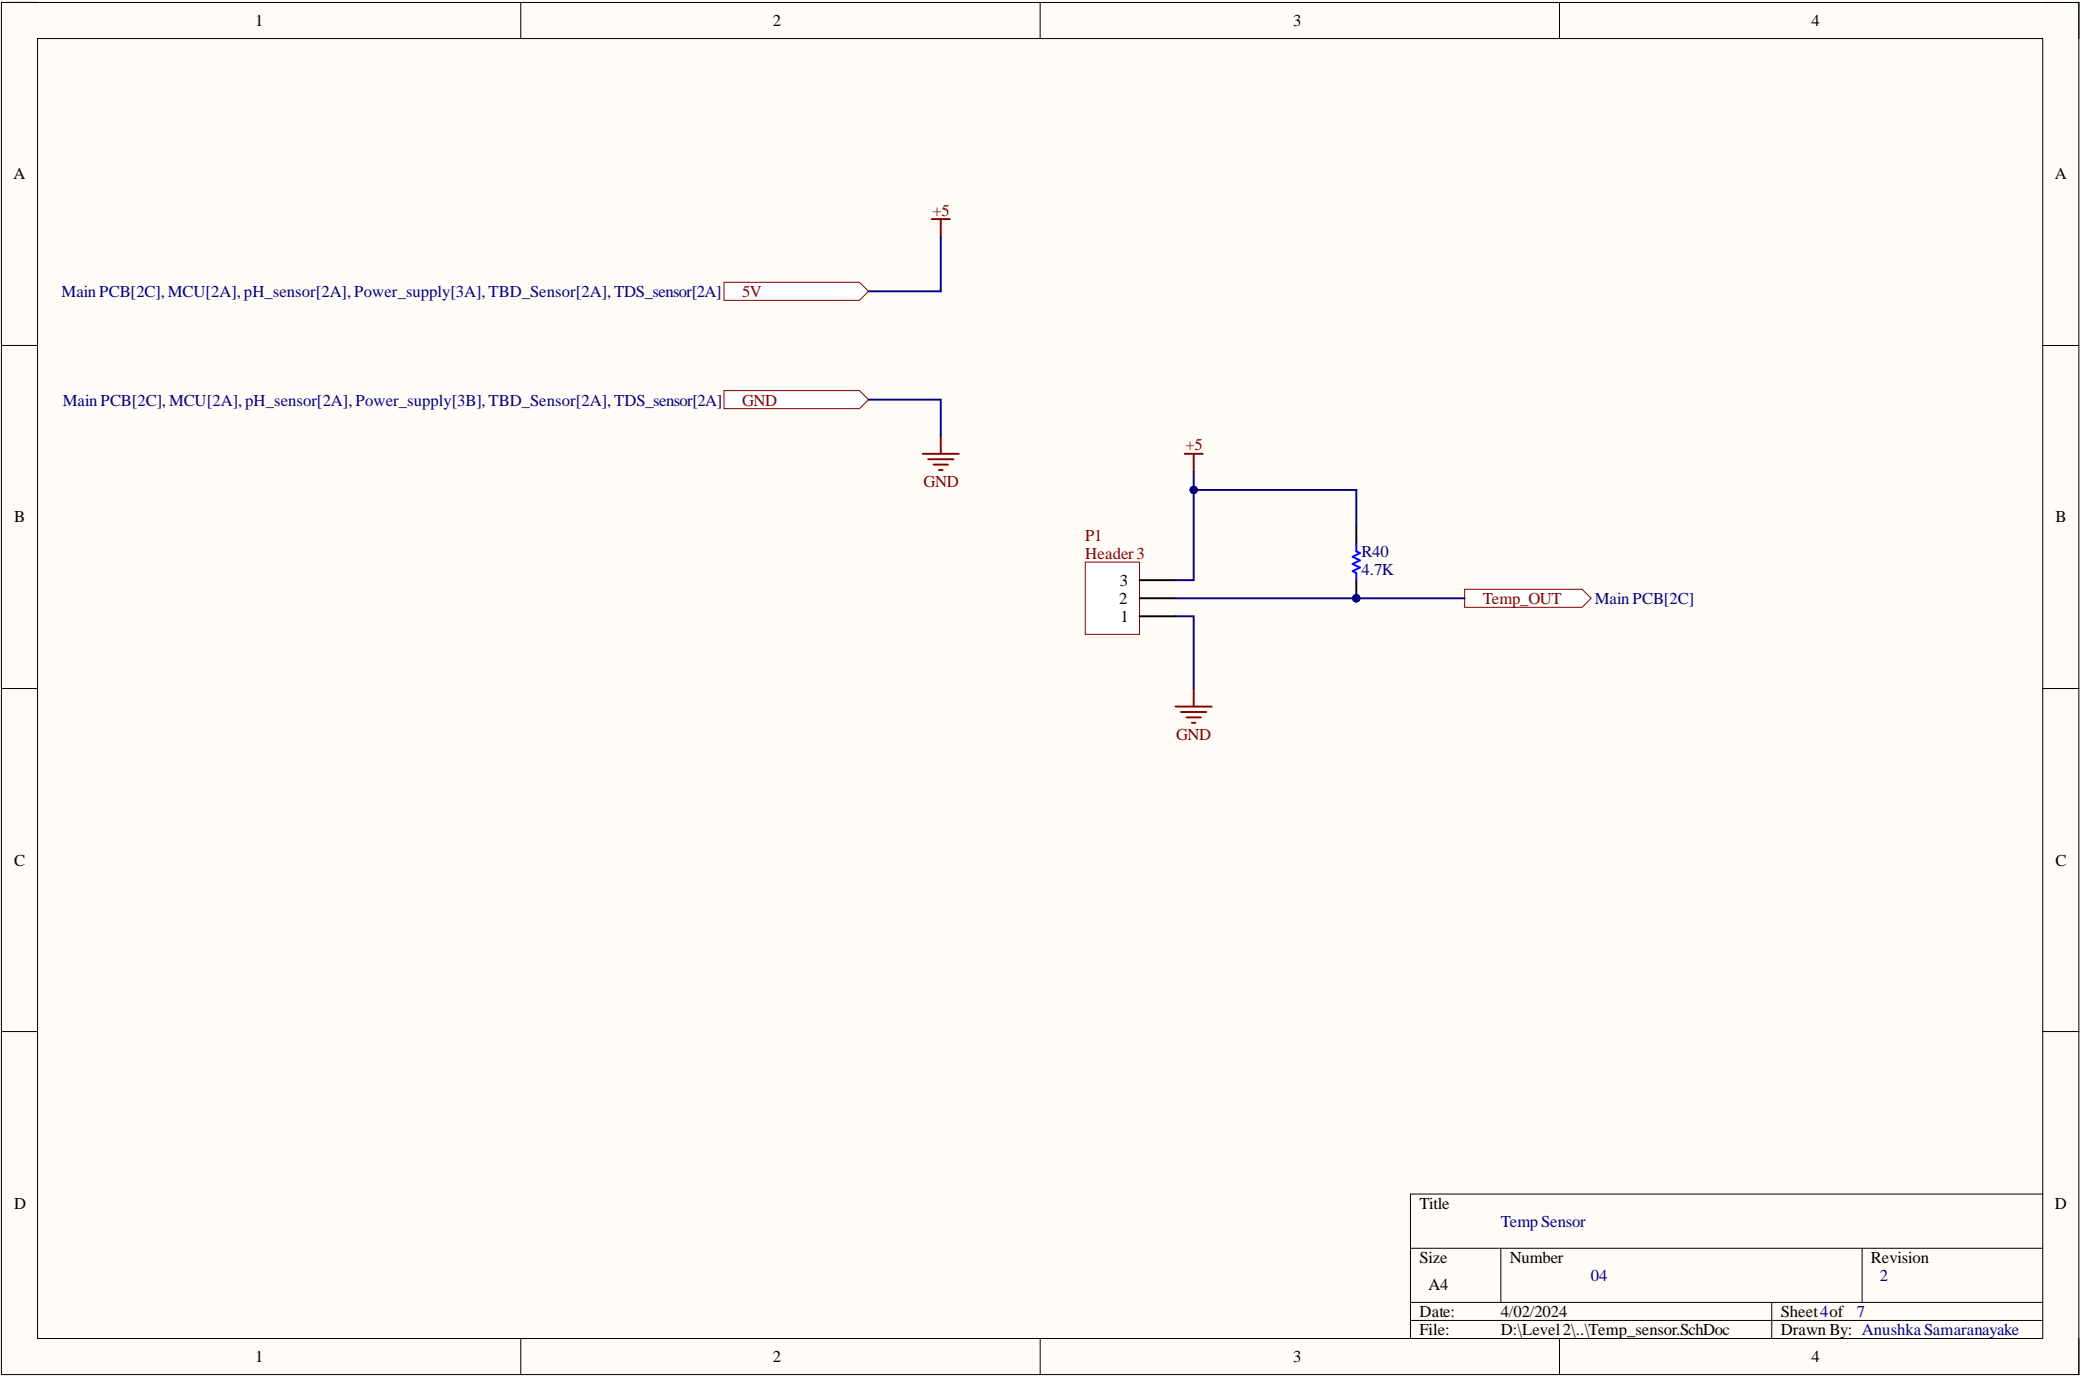 1 2 3 4
A A
+5
Main PCB[2C], MCU[2A], pH_sensor[2A], Power_supply[3A], TBD_Sensor[2A], TDS_sensor[2A] 5V
Main PCB[2C], MCU[2A], pH_sensor[2A], Power_supply[3B], TBD_Sensor[2A], TDS_sensor[2A] GND
GND
+5
B B
P1
Header 3
R40
4.7K
3
2
1
Temp_OUT Main PCB[2C]
GND
C C
D D
Title
Temp Sensor
Size Number Revision
A4 04 2
Date: 4/02/2024 Sheet 4 of 7
File: D:\Level 2\..\Temp_sensor.SchDoc Drawn By: Anushka Samaranayake
1 2 3 4